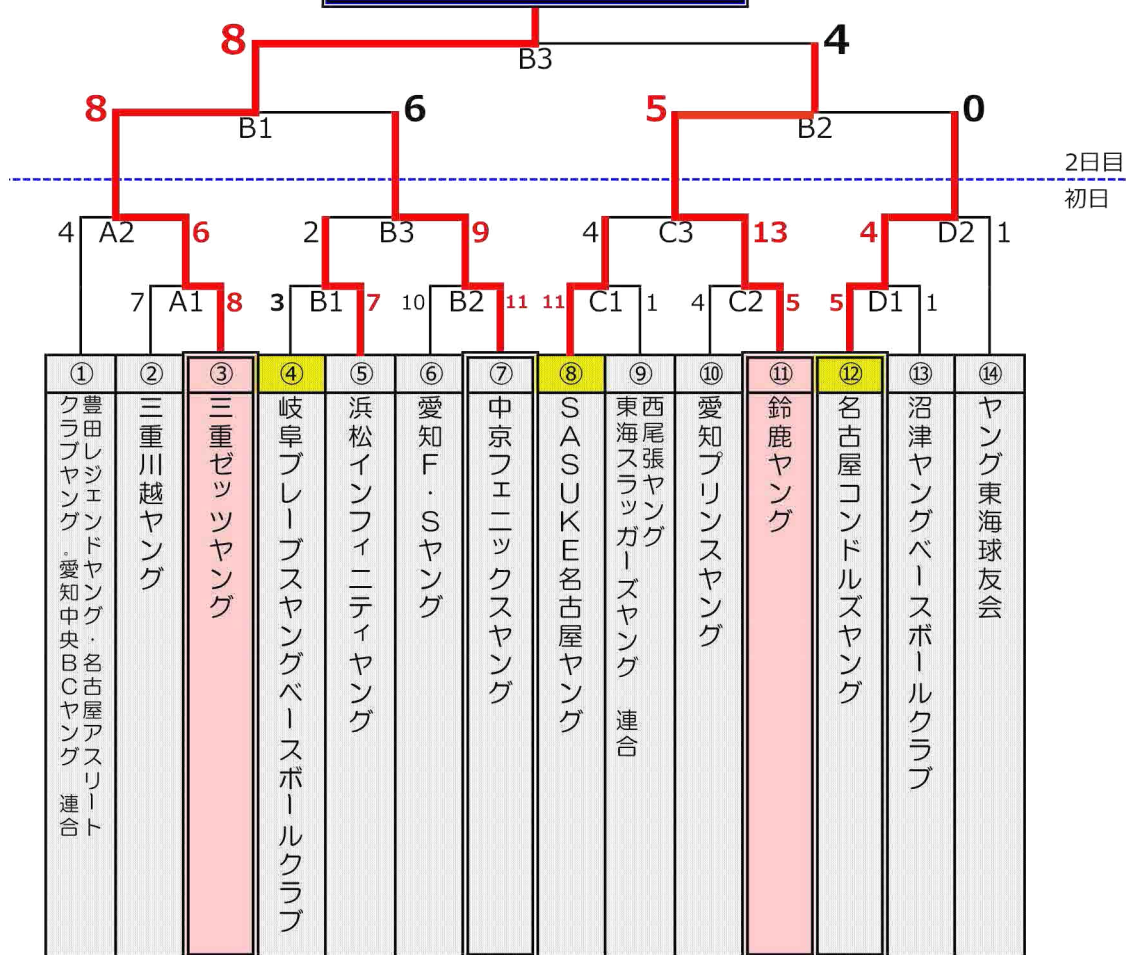 8
4
B3
8
6
5
0
B1
B2
2日目
初日
4
A2
6
2
B3
9
4
C3
13
4
D2
1
7
A1
8
3
B1
7
10
B2
11
11
C1
1
4
C2
5
5
D1
1
①
②
③
④
⑤
⑥
⑦
⑧
⑨
⑩
⑪
⑫
⑬
⑭
豊田レジェンドヤング・名古屋アスリート
クラブヤング．愛知中央BCヤング 連合
三重川越ヤング
三重ゼッツヤング
岐阜ブレーブスヤングベースボールクラブ
浜松インフィニティヤング
愛知F．Sヤング
中京フェニックスヤング
SASUKE名古屋ヤング
西尾張ヤング
東海スラッガーズヤング 連合
愛知プリンスヤング
鈴鹿ヤング
名古屋コンドルズヤング
沼津ヤングベースボールクラブ
ヤング東海球友会